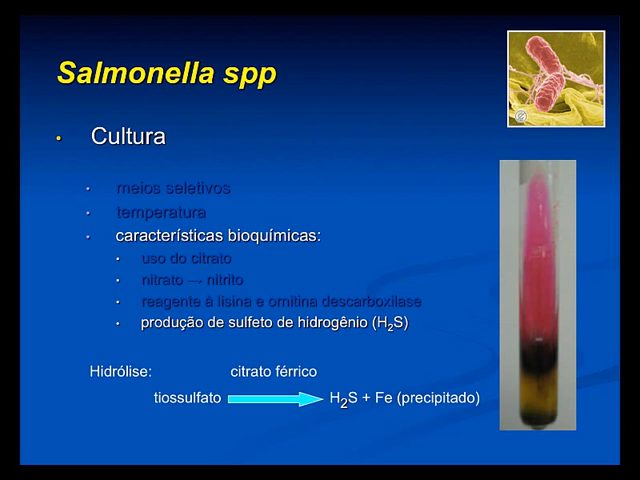 Salmonella spp
• Cultura
• meios seletivos
• temperatura
• características bioquímicas:
• uso do citrato
• nitrato → nitrito
• reagente à lisina e ornitina descarboxilase
• produção de sulfeto de hidrogênio (H₂S)
Hidrólise: citrato férrico
tiossulfato H₂S + Fe (precipitado)